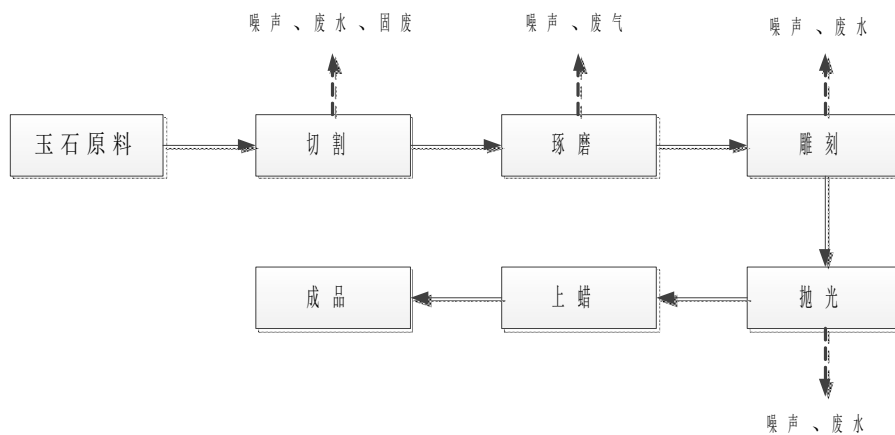 噪声、废水、固废
噪声、废气
噪声、废水
玉石原料
切割
琢磨
雕刻
成品
上蜡
抛光
噪声、废水